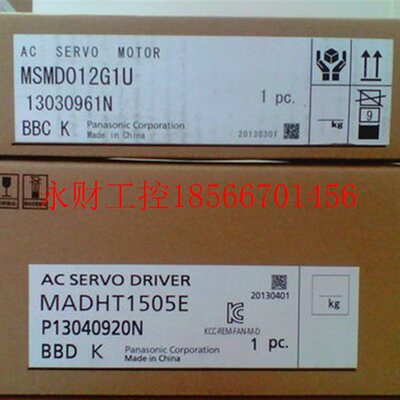 AC SERVO MOTOR
MSMD012G1U
13030961N
1 pc.
BBC K
Panasonic Corporation
Made in China
20130301
kg
9
永财工控18566701456
AC SERVO DRIVER
MADHT1505E
P13040920N
BBD K
Panasonic Corporation
Made in China
20130401
KCC-REM-FAN-M-D
1 pc.
kg